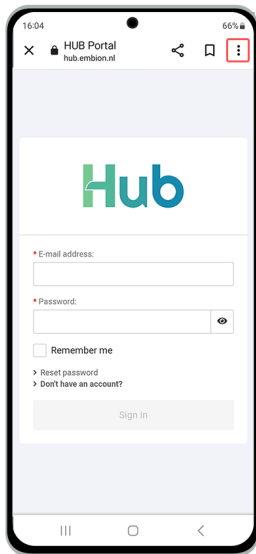 16:04
66%
HUB Portal
hub.embion.nl
Hub
* E-mail address:
* Password:
Remember me
> Reset password
> Don't have an account?
Sign in